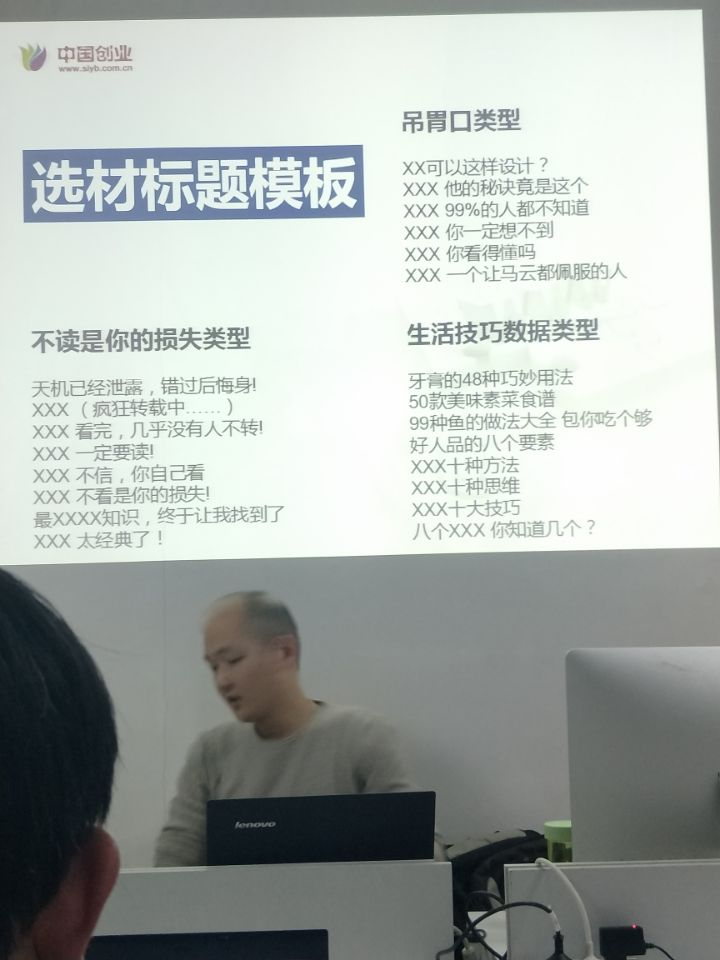 中国创业
www.siyb.com.cn
选材标题模板
吊胃口类型
XX可以这样设计？
XXX 他的秘诀竟是这个
XXX 99%的人都不知道
XXX 你一定想不到
XXX 你看得懂吗
XXX 一个让马云都佩服的人
不读是你的损失类型
天机已经泄露，错过后悔身!
XXX （疯狂转载中…… ）
XXX 看完，几乎没有人不转!
XXX 一定要读!
XXX 不信，你自己看
XXX 不看是你的损失!
最XXXX知识，终于让我找到了
XXX 太经典了！
生活技巧数据类型
牙膏的48种巧妙用法
50款美味素菜食谱
99种鱼的做法大全 包你吃个够
好人品的八个要素
XXX十种方法
XXX十种思维
XXX十大技巧
八个XXX 你知道几个？
lenovo